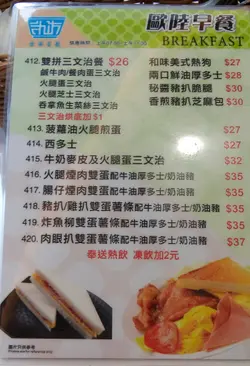 歐陸早餐
BREAKFAST
412. 雙拼三文治餐 $26
鹹牛肉/餐肉蛋三文治
火腿蛋三文治
火腿芝士三文治
吞拿魚生菜絲三文治
三文治烘底加$1
和味美式熱狗 $27
兩口鮮油厚多士 $28
秘醬豬扒脆腿 $30
香煎豬扒芝麻包 $30
413. 菠蘿油火腿煎蛋 $27
414. 西多士 $27
415. 牛奶麥皮及火腿蛋三文治 $32
416. 火腿煙肉雙蛋配牛油厚多士/奶油豬 $35
417. 腸仔煙肉雙蛋配牛油厚多士/奶油豬 $35
418. 豬扒/雞扒雙蛋薯條配牛油厚多士/奶油豬 $35
419. 炸魚柳雙蛋薯條配牛油厚多士/奶油豬 $35
420. 肉眼扒雙蛋薯條配牛油厚多士/奶油豬 $37
奉送熱飲 凍飲加2元
圖片只供參考